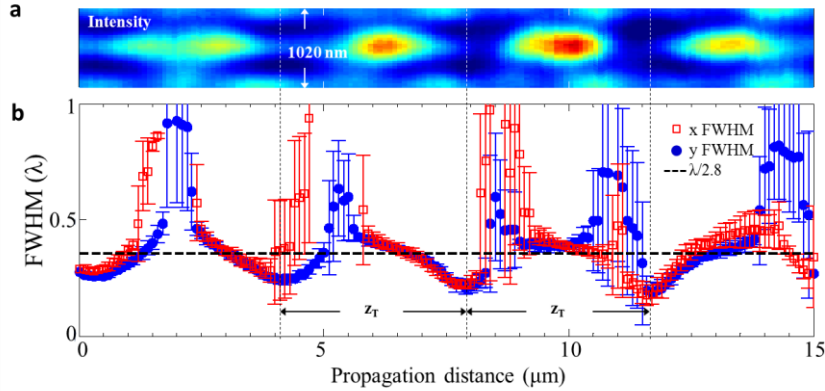 a
Intensity
1020 nm
b
1
x FWHM
y FWHM
λ/2.8
FWHM (λ)
0.5
0
z_T z_T
0 5 10 15
Propagation distance (μm)